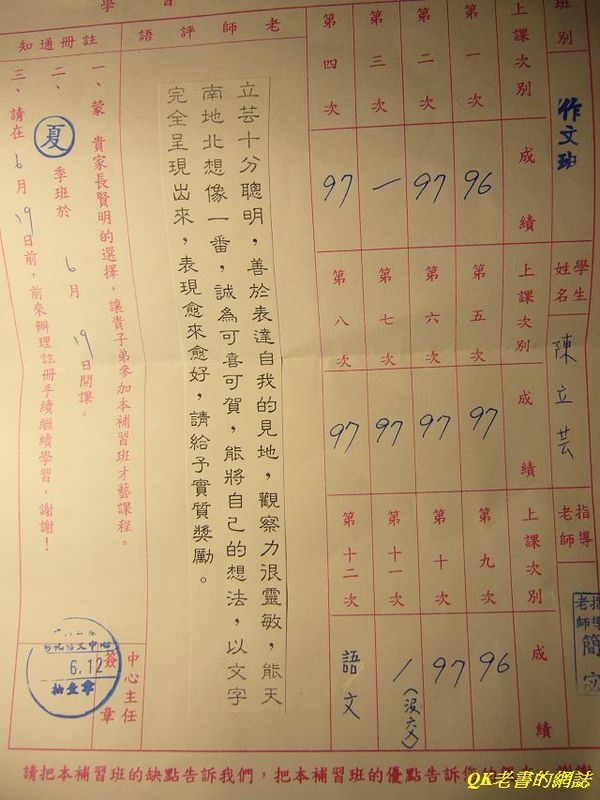 班別
作文班
學生姓名
陳立芸
指導老師
指導老師 簡
上課次別
成績
第一次
96
第二次
97
第三次
一
第四次
97
上課次別
成績
第五次
97
第六次
97
第七次
97
第八次
97
上課次別
成績
第九次
96
第十次
97
第十一次
/
第十二次
語文
老師評語
立芸十分聰明，善於表達自我的見地，觀察力很靈敏，能天
南地北想像一番，誠為可喜可賀，能將自己的想法，以文字
完全呈現出來，表現愈來愈好，請給予實質獎勵。
中心主任
簽章
6.12
抽查章
註冊通知
一、蒙 貴家長賢明的選擇，讓貴子弟參加本補習班才藝課程。
二、夏季班於 6 月 19 日開課。
三、請在 6 月 19 日前，前來辦理註冊手續繼續學習，謝謝！
請把本補習班的缺點告訴我們，把本補習班的優點告訴
QK老書的網誌